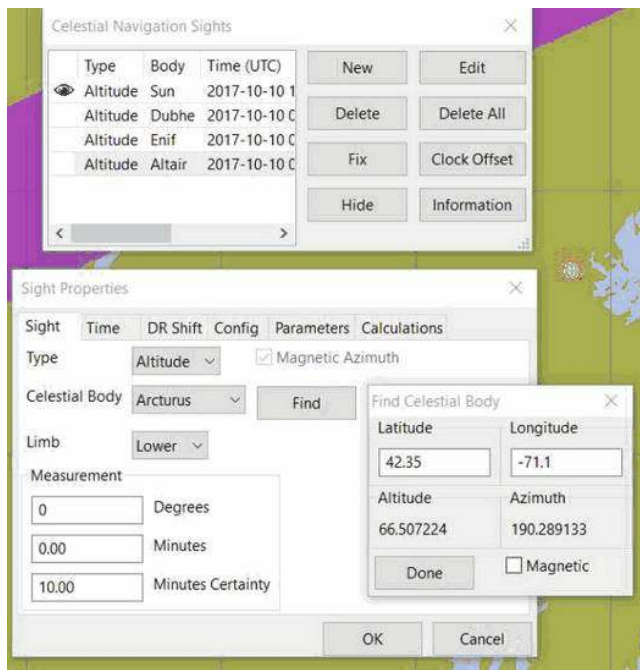 Celestial Navigation Sights
Type Body Time (UTC)
Altitude Sun 2017-10-10 1
Altitude Dubhe 2017-10-10 0
Altitude Enif 2017-10-10 0
Altitude Altair 2017-10-10 0
New Edit
Delete Delete All
Fix Clock Offset
Hide Information
Sight Properties
Sight Time DR Shift Config Parameters Calculations
Type Altitude Magnetic Azimuth
Celestial Body Arcturus Find
Limb Lower
Measurement
0 Degrees
0.00 Minutes
10.00 Minutes Certainty
OK Cancel
Find Celestial Body
Latitude Longitude
42.35 -71.1
Altitude Azimuth
66.507224 190.289133
Done Magnetic